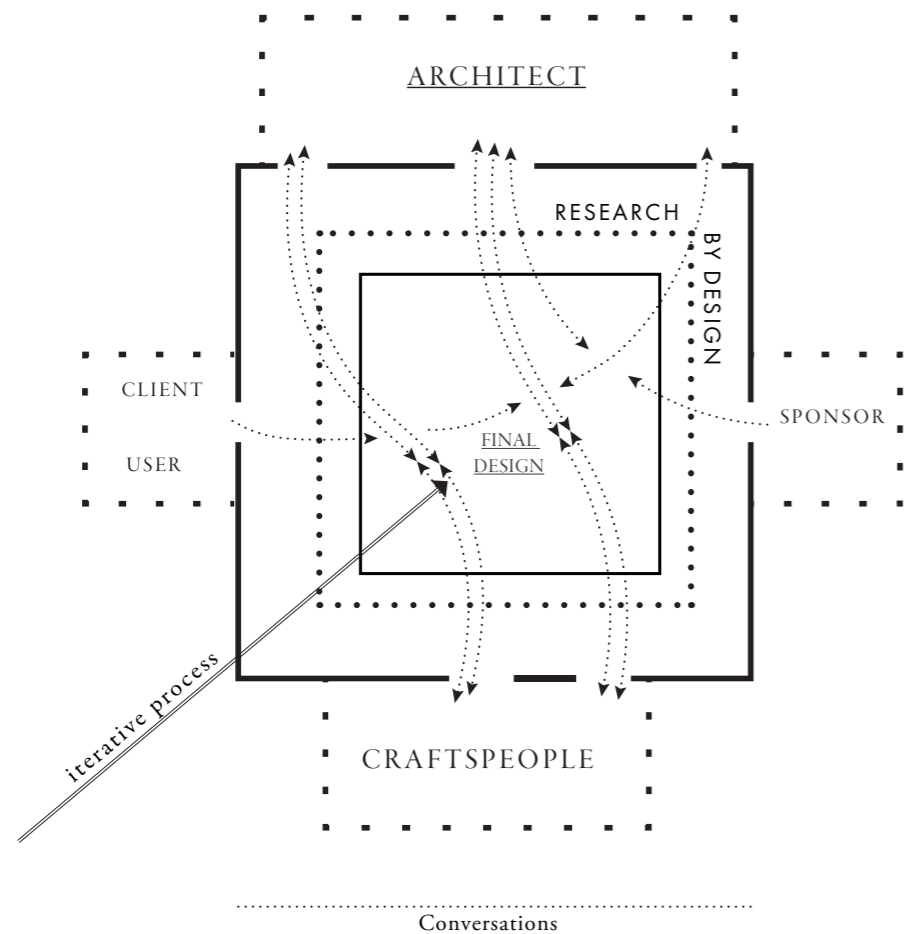 ARCHITECT
RESEARCH
BY DESIGN
CLIENT
SPONSOR
FINAL
USER
DESIGN
iterative process
CRAFTSPEOPLE
Conversations